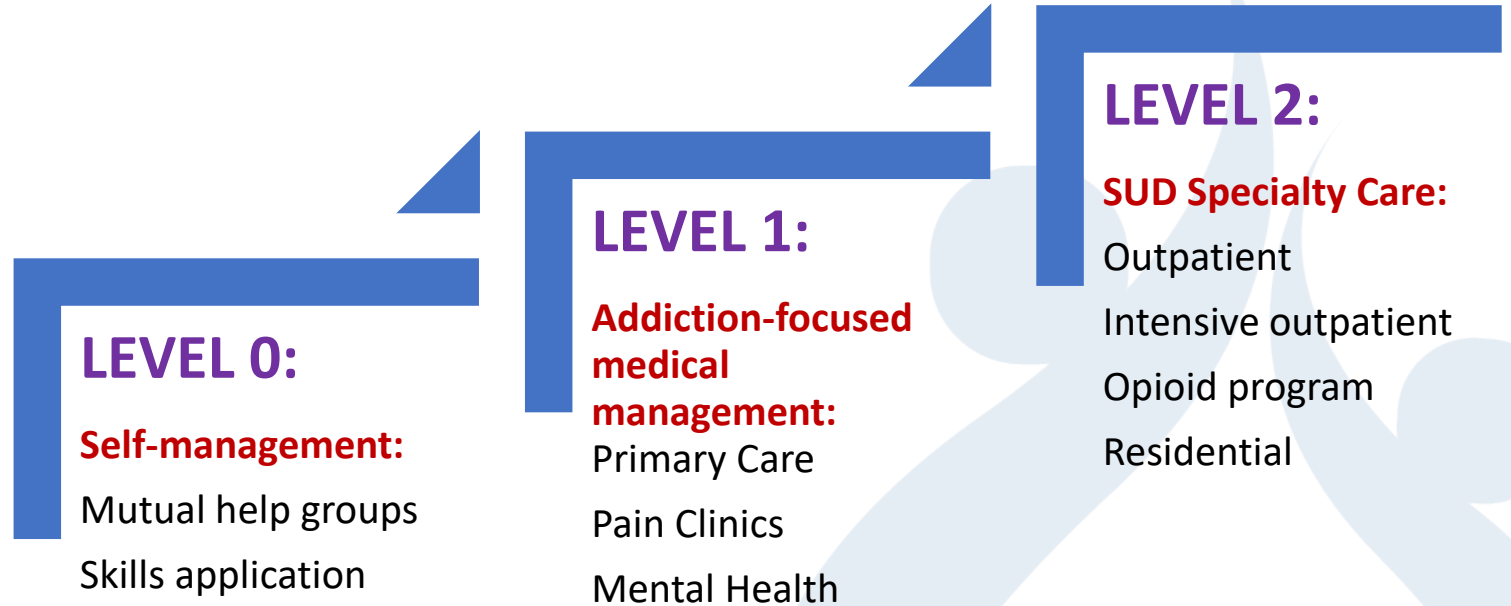 LEVEL 0:
Self-management:
Mutual help groups
Skills application
LEVEL 1:
Addiction-focused
medical
management:
Primary Care
Pain Clinics
Mental Health
LEVEL 2:
SUD Specialty Care:
Outpatient
Intensive outpatient
Opioid program
Residential